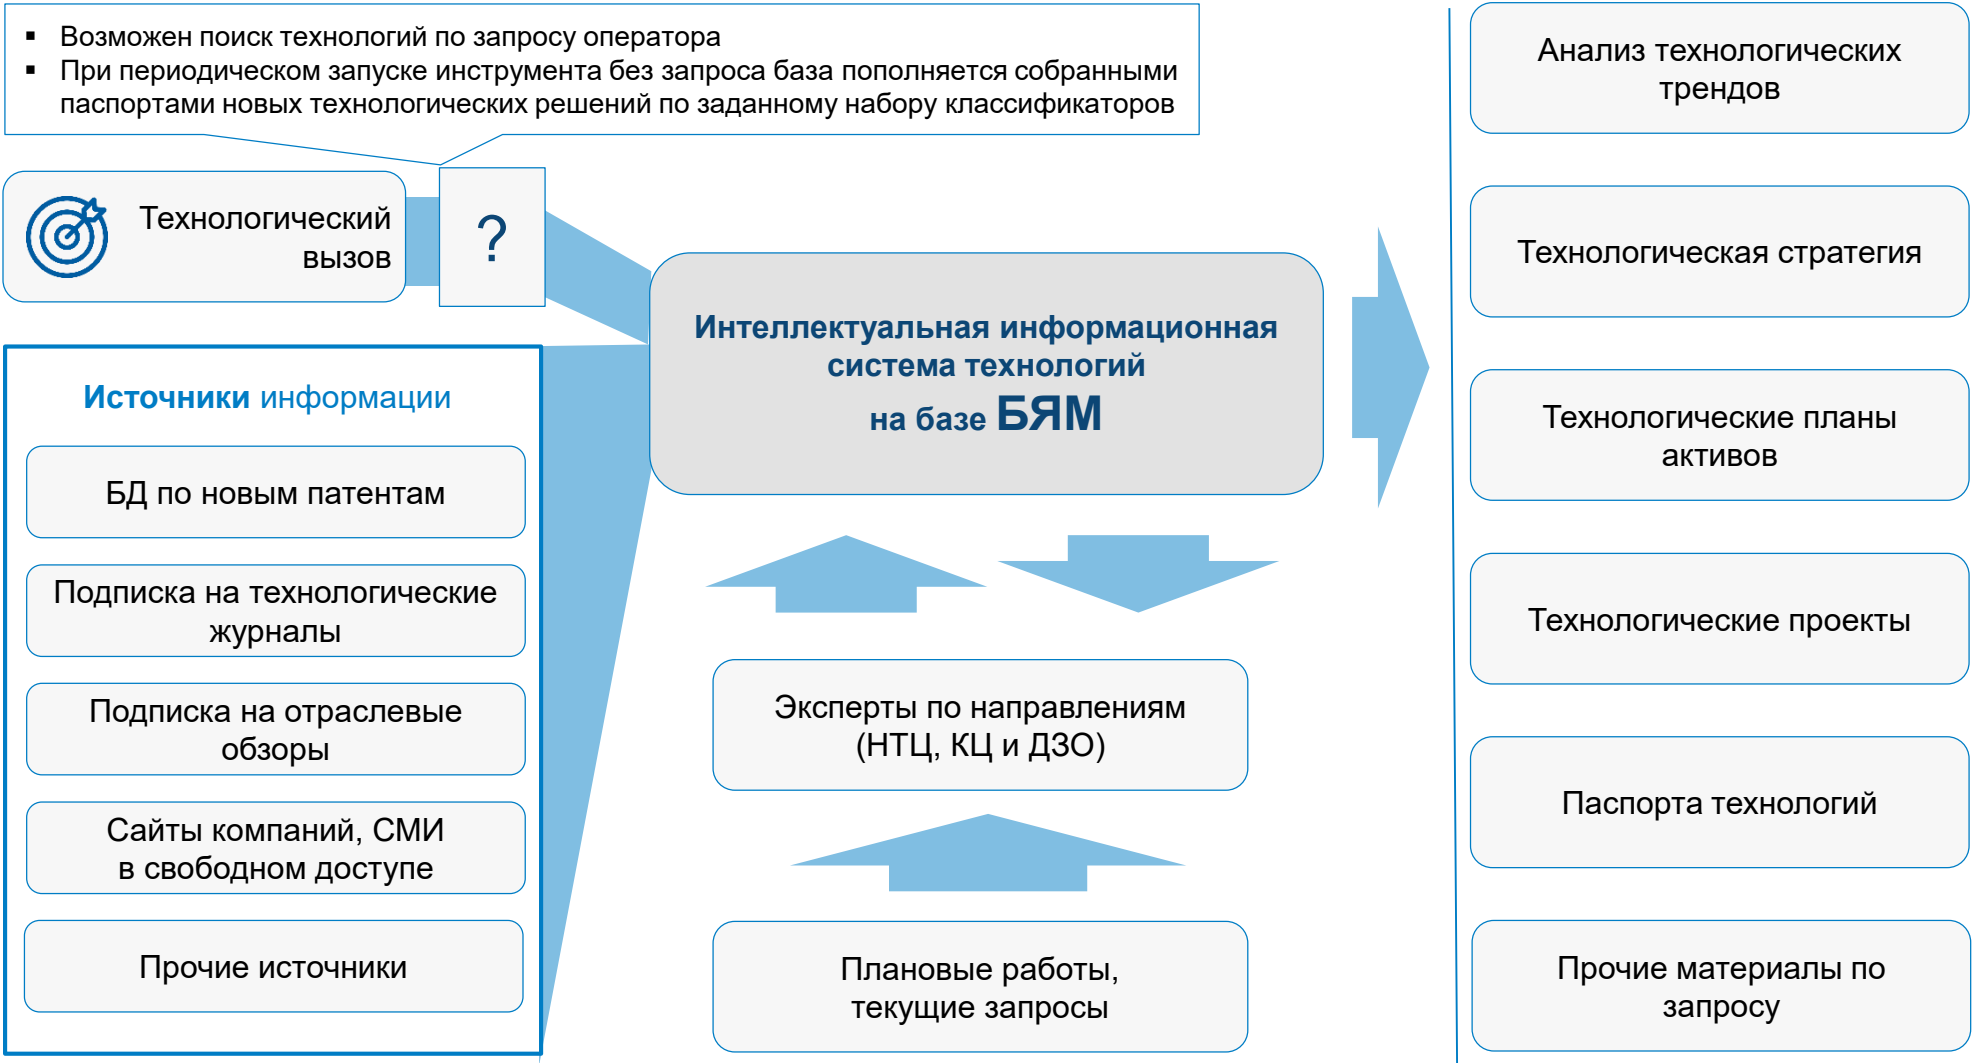 ▪ Возможен поиск технологий по запросу оператора
▪ При периодическом запуске инструмента без запроса база пополняется собранными
паспортами новых технологических решений по заданному набору классификаторов
Технологический
вызов
?
Источники информации
БД по новым патентам
Подписка на технологические
журналы
Подписка на отраслевые
обзоры
Сайты компаний, СМИ
в свободном доступе
Прочие источники
Интеллектуальная информационная
система технологий
на базе БЯМ
Эксперты по направлениям
(НТЦ, КЦ и ДЗО)
Плановые работы,
текущие запросы
Анализ технологических
трендов
Технологическая стратегия
Технологические планы
активов
Технологические проекты
Паспорта технологий
Прочие материалы по
запросу